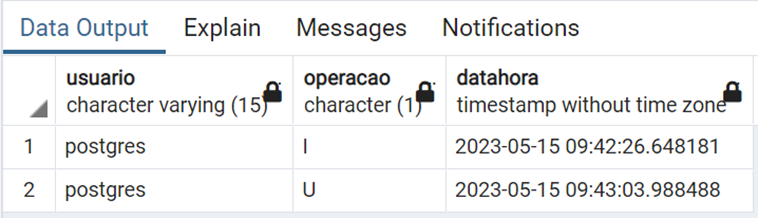 Data Output Explain Messages Notifications
usuario operacao datahora
character varying (15) character (1) timestamp without time zone
1 postgres I 2023-05-15 09:42:26.648181
2 postgres U 2023-05-15 09:43:03.988488